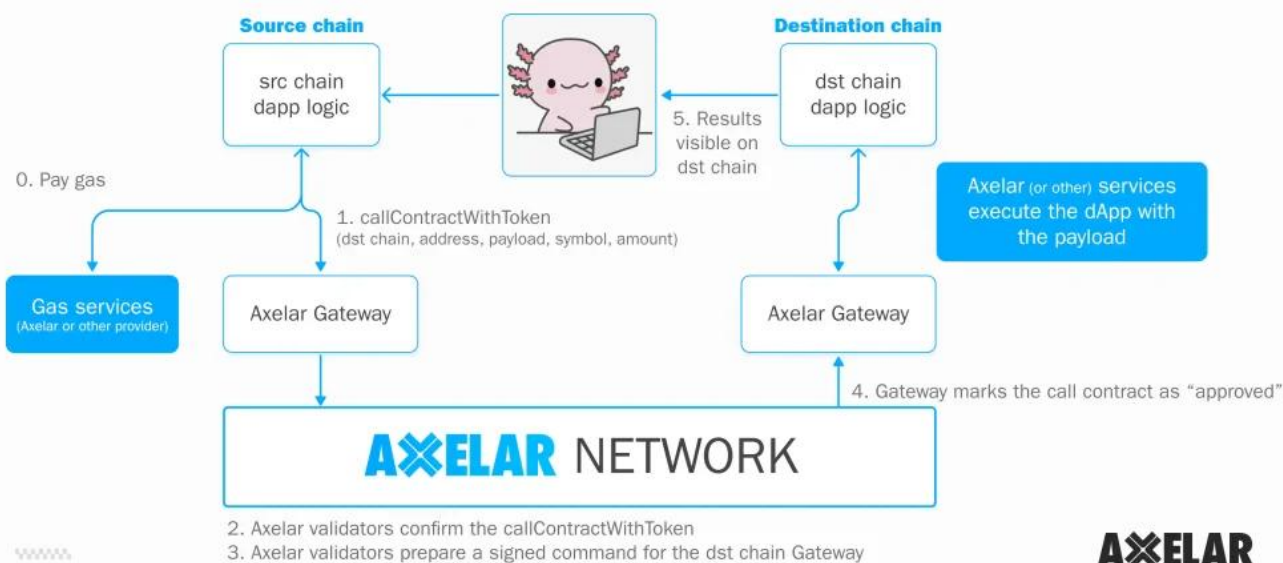 Source chain
Destination chain
src chain
dapp logic
dst chain
dapp logic
5. Results
visible on
dst chain
0. Pay gas
1. callContractWithToken
(dst chain, address, payload, symbol, amount)
Axelar (or other) services
execute the dApp with
the payload
Gas services
(Axelar or other provider)
Axelar Gateway
Axelar Gateway
4. Gateway marks the call contract as “approved”
AXELAR NETWORK
2. Axelar validators confirm the callContractWithToken
3. Axelar validators prepare a signed command for the dst chain Gateway
AXELAR